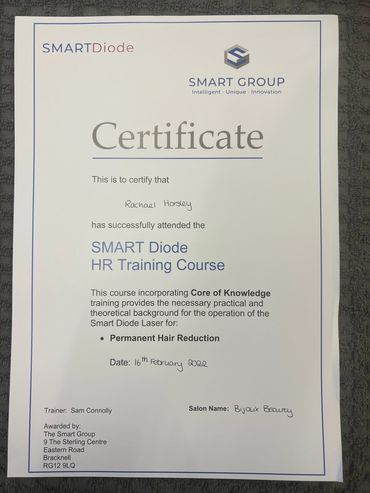 SMARTDiode
SMART GROUP
Intelligent · Unique · Innovation
Certificate
This is to certify that
Rachael Horsley
has successfully attended the
SMART Diode
HR Training Course
This course incorporating Core of Knowledge
training provides the necessary practical and
theoretical background for the operation of the
Smart Diode Laser for:
• Permanent Hair Reduction
Date: 16th February 2022
Trainer: Sam Connolly
Salon Name: Bijoux Beauty
Awarded by:
The Smart Group
9 The Sterling Centre
Eastern Road
Bracknell
RG12 9LQ